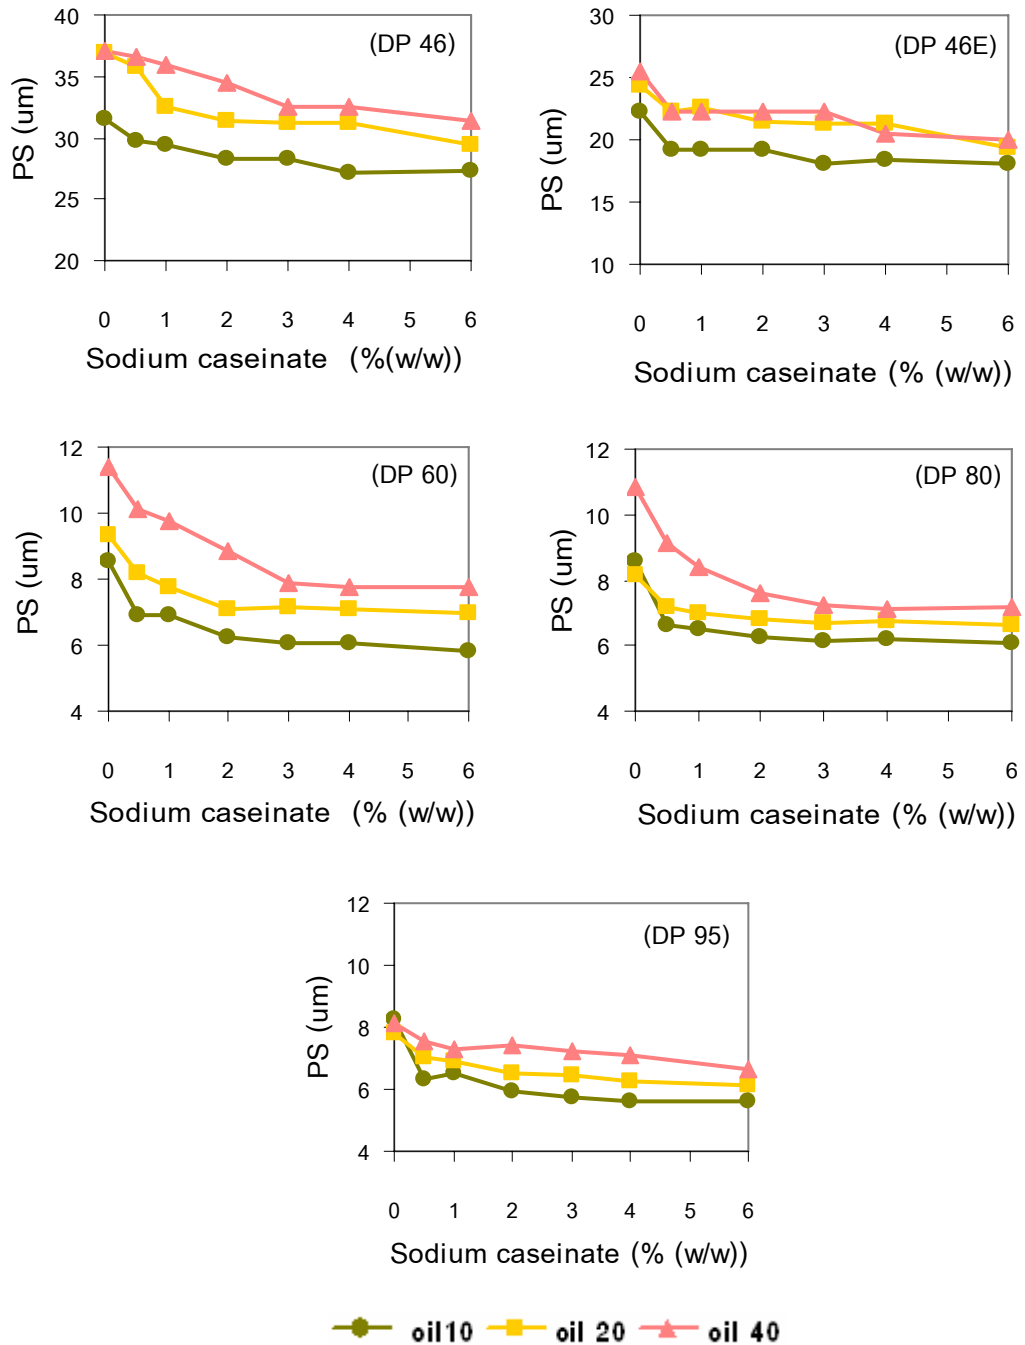 40
35
30
25
20
PS (um)
(DP 46)
0 1 2 3 4 5 6
Sodium caseinate (%(w/w))
30
25
20
15
10
PS (um)
(DP 46E)
0 1 2 3 4 5 6
Sodium caseinate (% (w/w))
12
10
8
6
4
PS (um)
(DP 60)
0 1 2 3 4 5 6
Sodium caseinate (% (w/w))
12
10
8
6
4
PS (um)
(DP 80)
0 1 2 3 4 5 6
Sodium caseinate (% (w/w))
12
10
8
6
4
PS (um)
(DP 95)
0 1 2 3 4 5 6
Sodium caseinate (% (w/w))
oil10 oil 20 oil 40